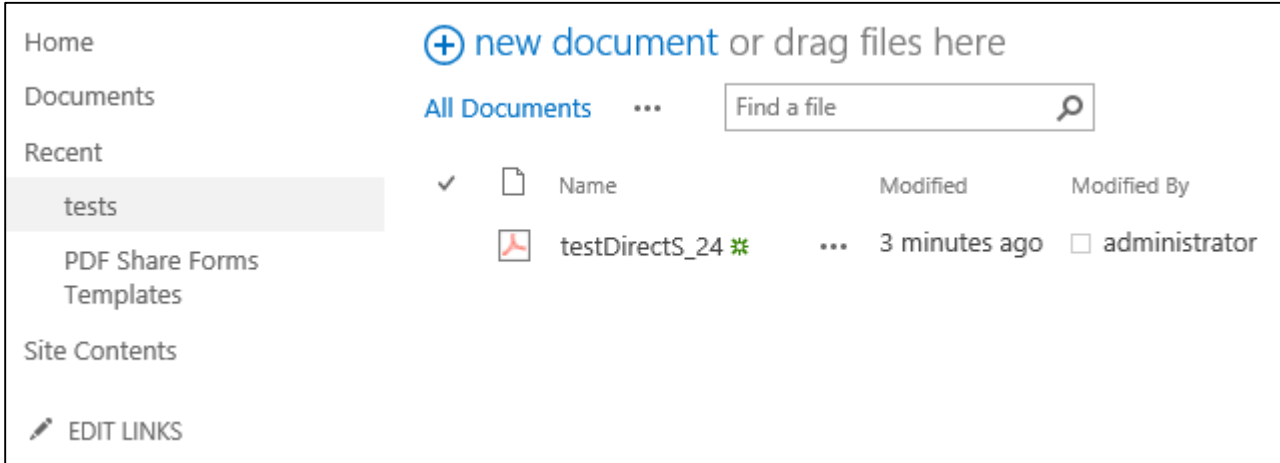 Home
Documents
Recent
tests
PDF Share Forms
Templates
Site Contents
EDIT LINKS
new document or drag files here
All Documents ...
Find a file
Name Modified Modified By
testDirectS_24 ... 3 minutes ago administrator